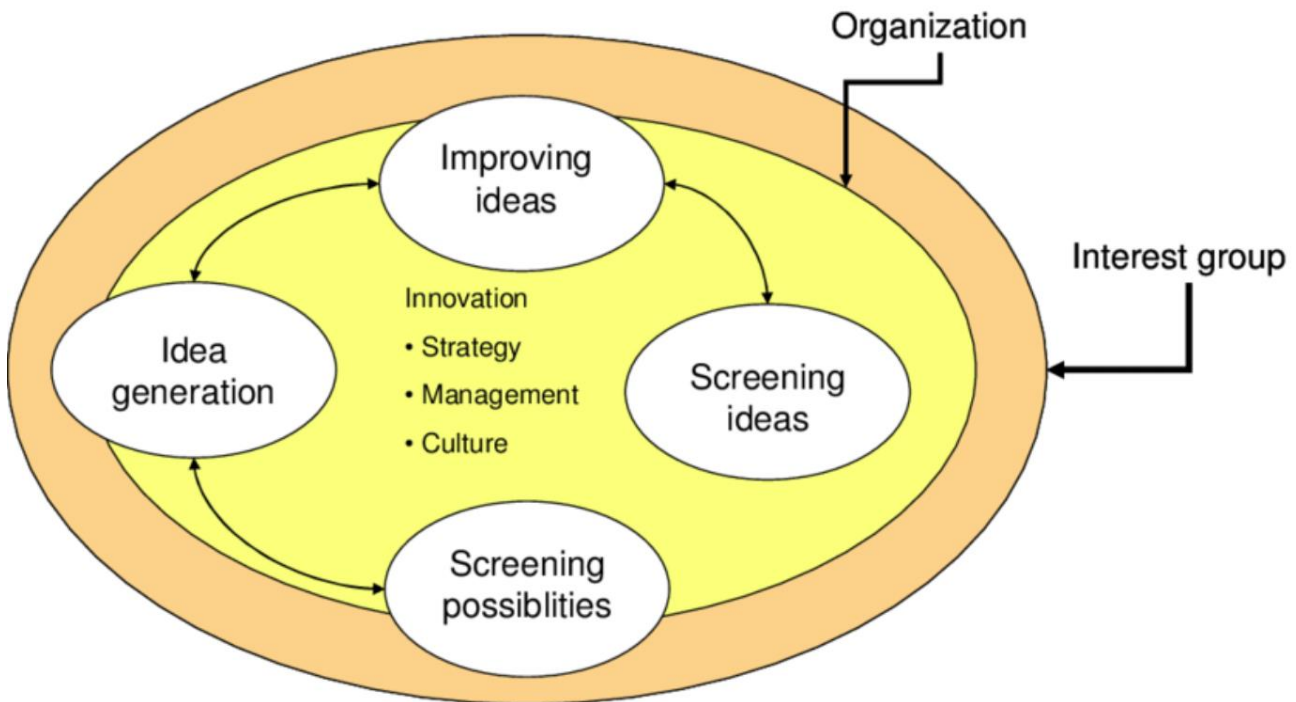 Organization
Improving
ideas
Interest group
Innovation
• Strategy
• Management
• Culture
Idea
generation
Screening
ideas
Screening
possiblities